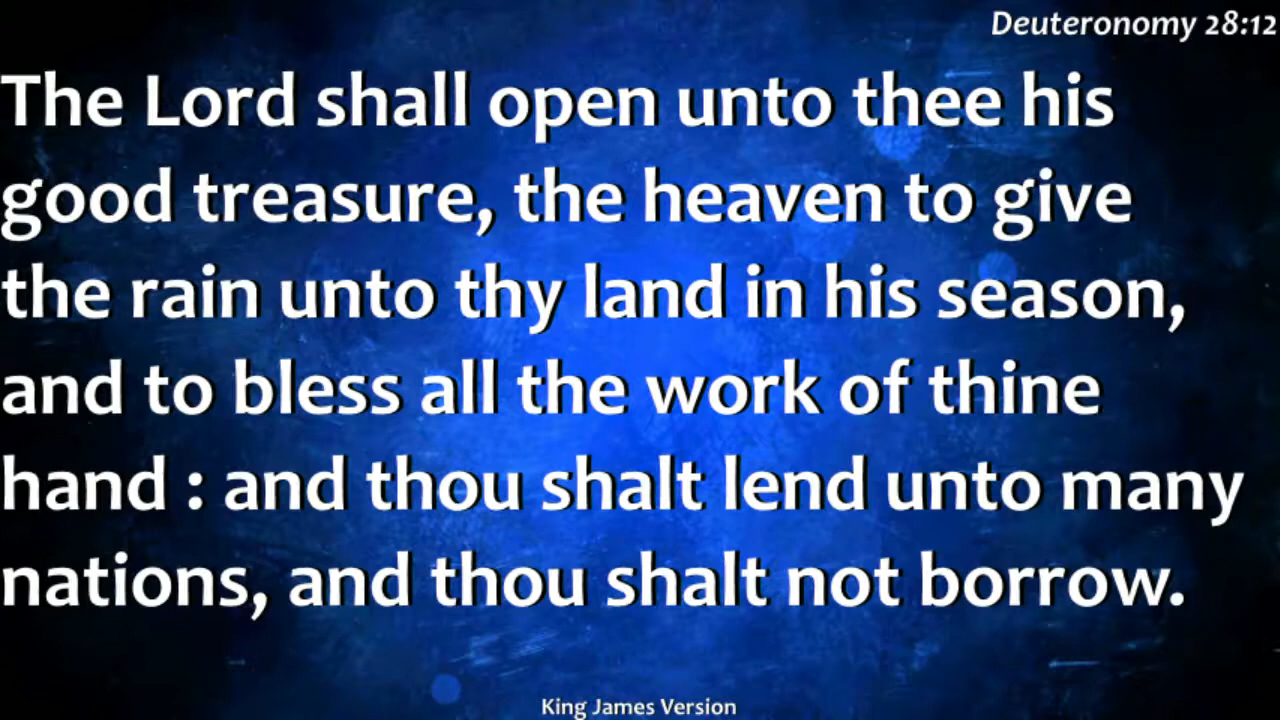 Deuteronomy 28:12
The Lord shall open unto thee his
good treasure, the heaven to give
the rain unto thy land in his season,
and to bless all the work of thine
hand : and thou shalt lend unto many
nations, and thou shalt not borrow.
King James Version